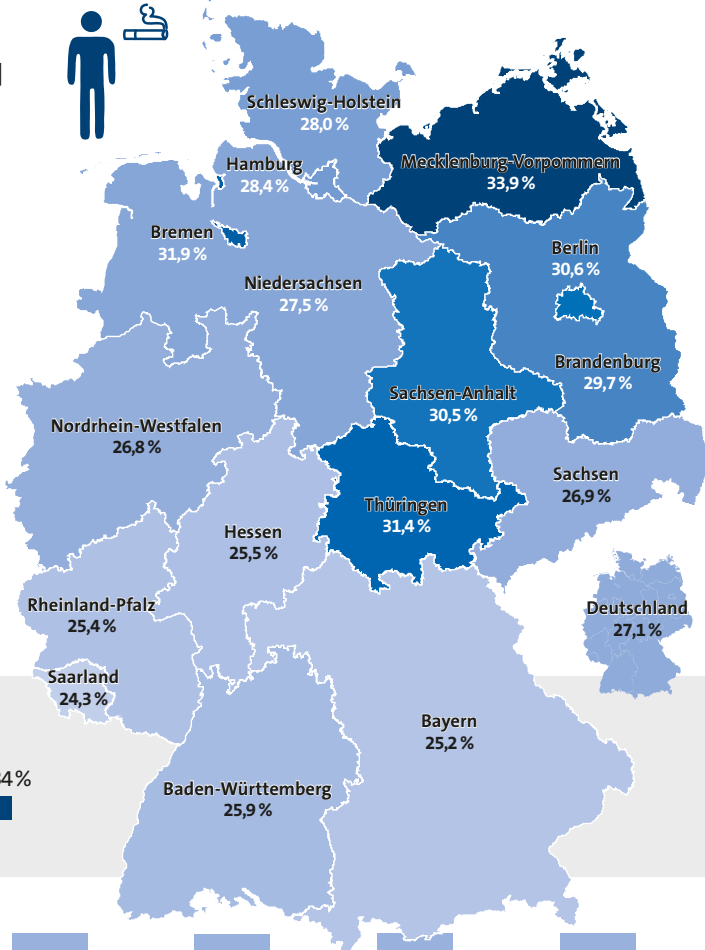 Schleswig-Holstein
28,0 %
Mecklenburg-Vorpommern
33,9 %
Hamburg
28,4 %
Bremen
31,9 %
Berlin
30,6 %
Niedersachsen
27,5 %
Brandenburg
29,7 %
Sachsen-Anhalt
30,5 %
Nordrhein-Westfalen
26,8 %
Sachsen
26,9 %
Thüringen
31,4 %
Hessen
25,5 %
Rheinland-Pfalz
25,4 %
Deutschland
27,1 %
Saarland
24,3 %
Bayern
25,2 %
4 %
Baden-Württemberg
25,9 %